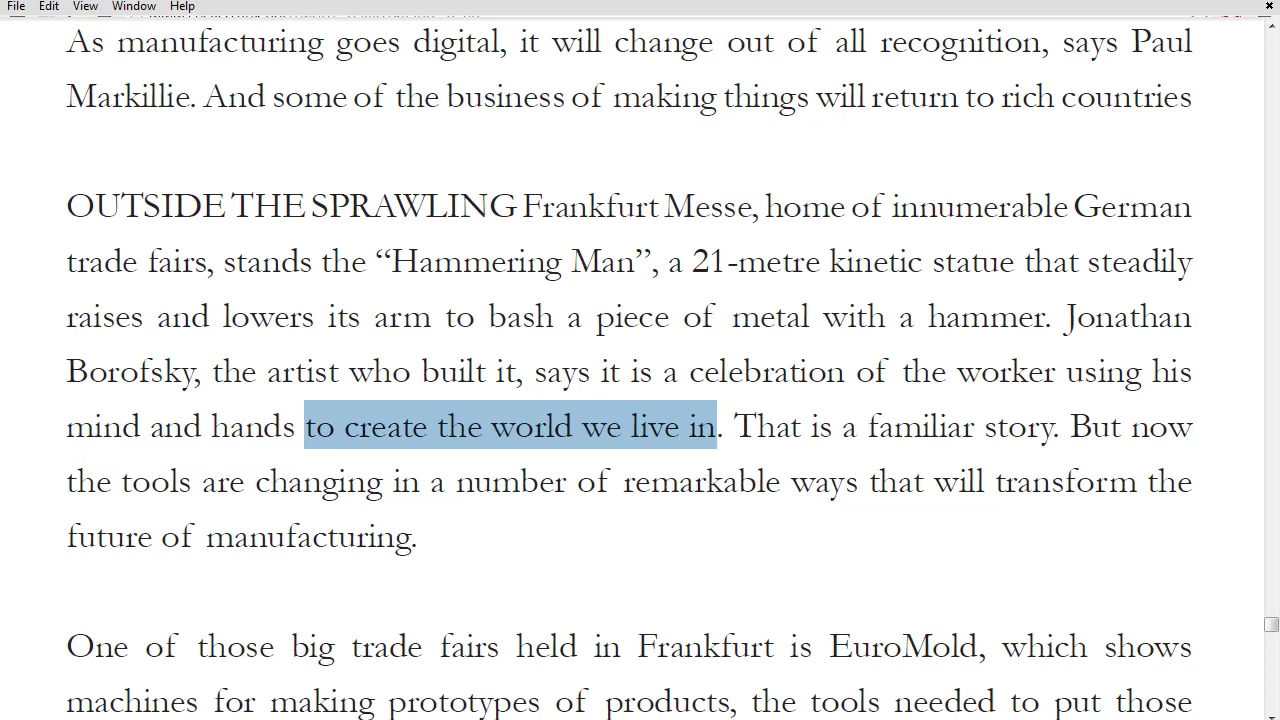 File Edit View Window Help
As manufacturing goes digital, it will change out of all recognition, says Paul
Markillie. And some of the business of making things will return to rich countries
OUTSIDE THE SPRAWLING Frankfurt Messe, home of innumerable German
trade fairs, stands the “Hammering Man”, a 21-metre kinetic statue that steadily
raises and lowers its arm to bash a piece of metal with a hammer. Jonathan
Borofsky, the artist who built it, says it is a celebration of the worker using his
mind and hands to create the world we live in. That is a familiar story. But now
the tools are changing in a number of remarkable ways that will transform the
future of manufacturing.
One of those big trade fairs held in Frankfurt is EuroMold, which shows
machines for making prototypes of products, the tools needed to put those